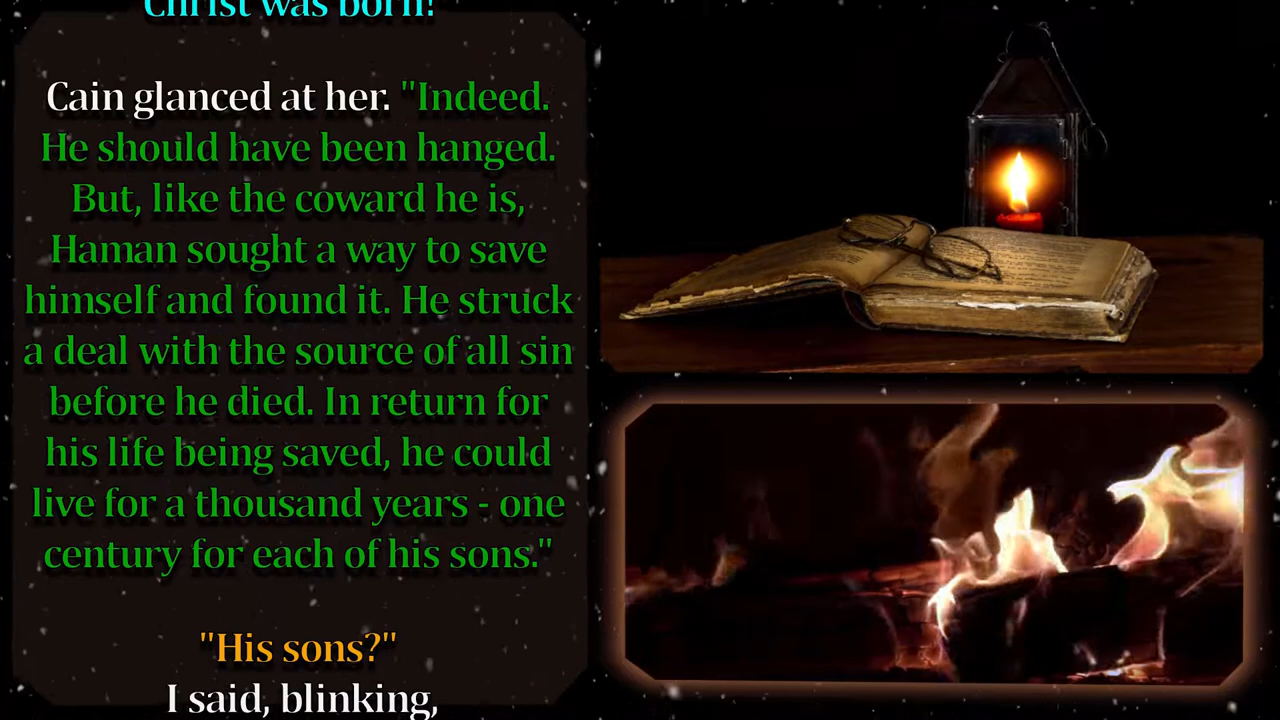 Christ was born!
Cain glanced at her. "Indeed.
He should have been hanged.
But, like the coward he is,
Haman sought a way to save
himself and found it. He struck
a deal with the source of all sin
before he died. In return for
his life being saved, he could
live for a thousand years - one
century for each of his sons."
"His sons?"
I said, blinking,